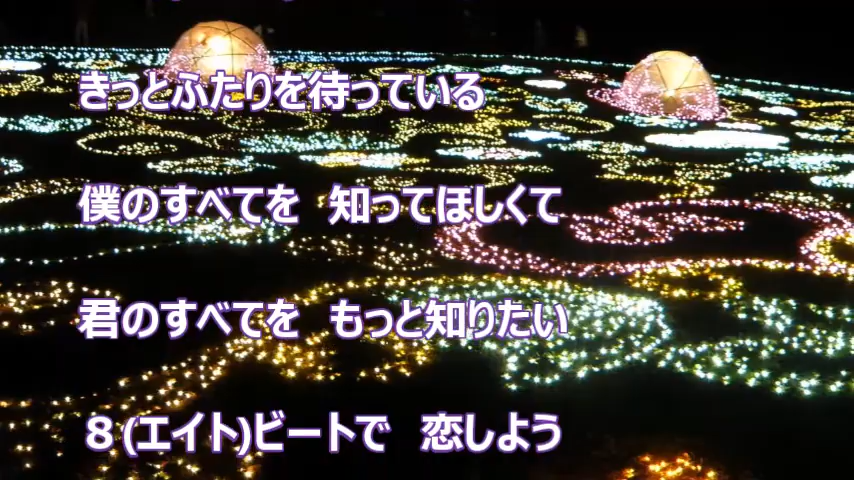 きっとふたりを待っている
僕のすべてを　知ってほしくて
君のすべてを　もっと知りたい
８(エイト)ビートで　恋しよう